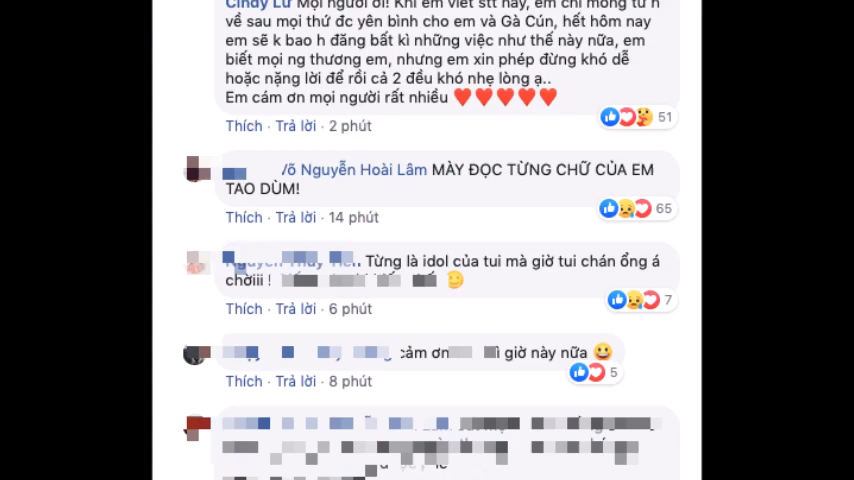 Cindy Lư Mọi người ơi! Khi em viết stt này, em chỉ mong từ h
về sau mọi thứ đc yên bình cho em và Gà Cún, hết hôm nay
em sẽ k bao h đăng bất kì những việc như thế này nữa, em
biết mọi ng thương em, nhưng em xin phép đừng khó dễ
hoặc nặng lời để rồi cả 2 đều khó nhẹ lòng ạ..
Em cám ơn mọi người rất nhiều ❤️❤️❤️❤️❤️
51
Thích · Trả lời · 2 phút
Võ Nguyễn Hoài Lâm MÀY ĐỌC TỪNG CHỮ CỦA EM
TAO DÙM!
65
Thích · Trả lời · 14 phút
Từng là idol của tui mà giờ tui chán ổng á
chờiii !
7
Thích · Trả lời · 6 phút
cảm ơn giờ này nữa 😀
5
Thích · Trả lời · 8 phút